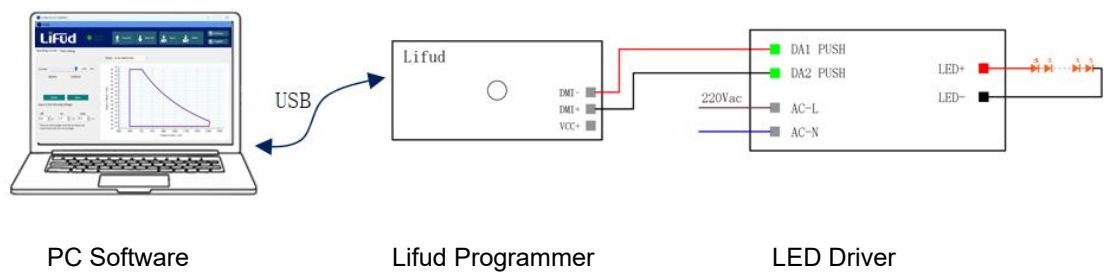 LiFUD
USB
Lifud
DMI-
DMI+
VCC+
DA1 PUSH
DA2 PUSH
220Vac
AC-L
AC-N
LED+
LED-
PC Software
Lifud Programmer
LED Driver